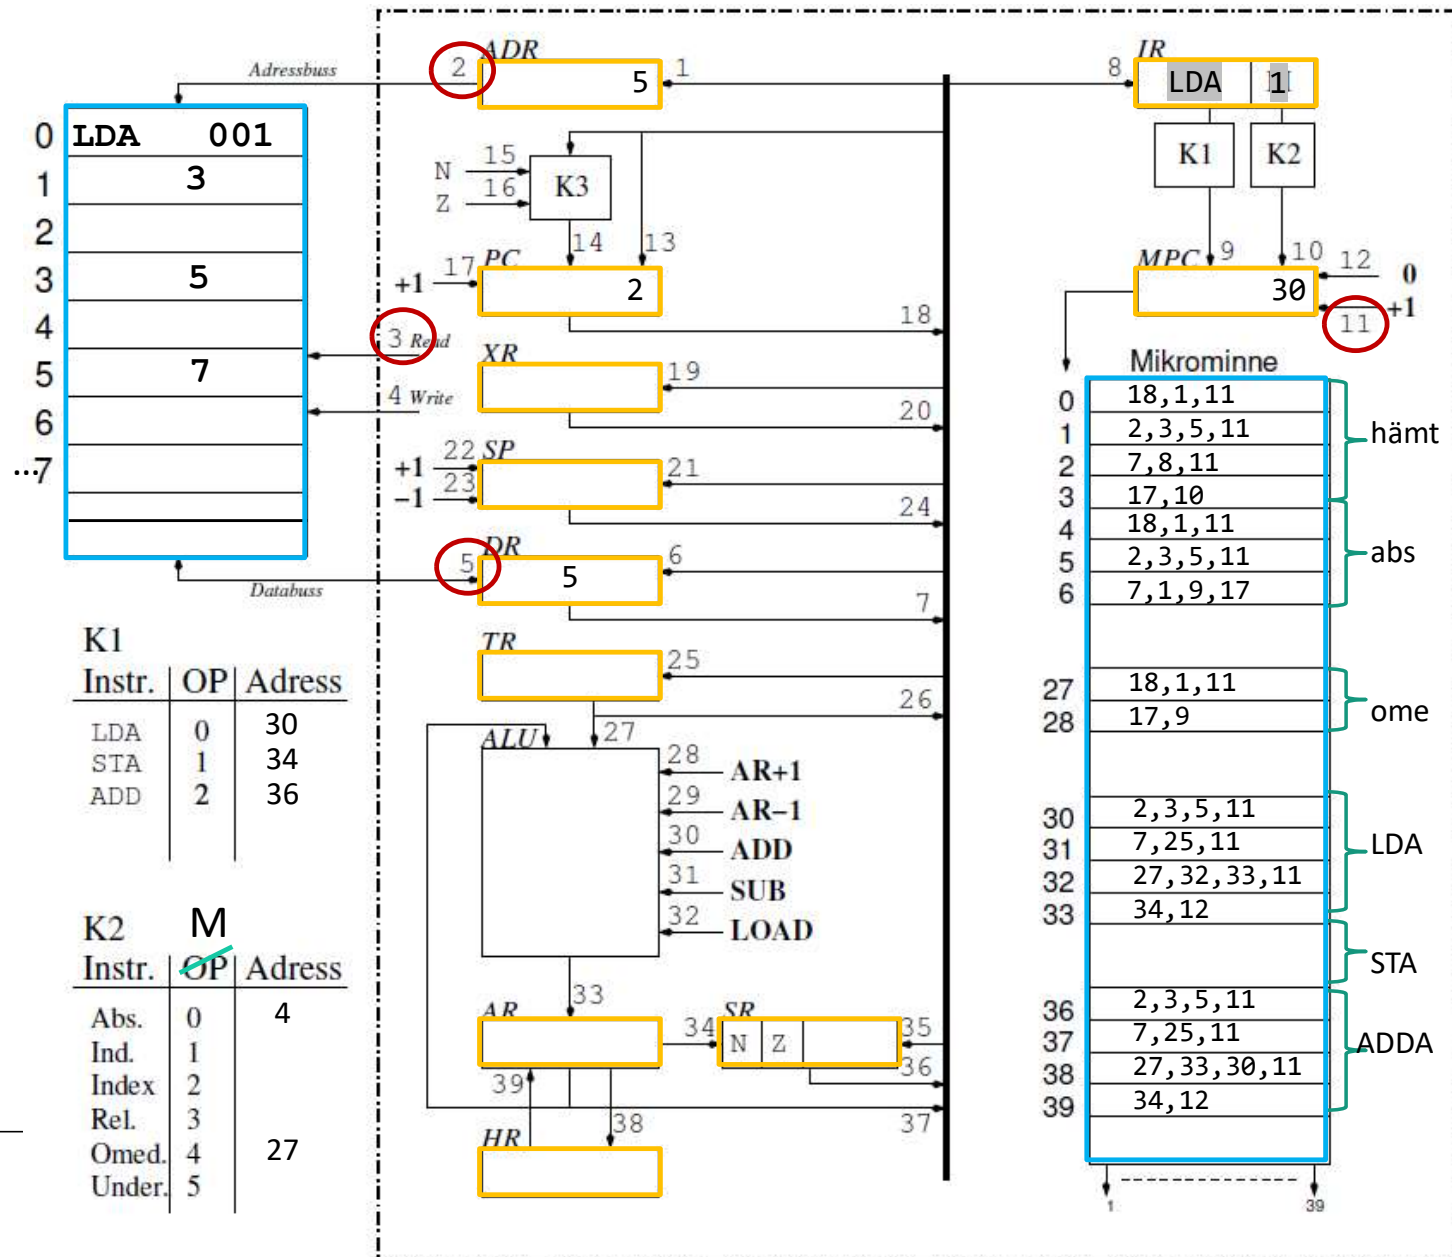 ADR
2
Adressbuss
5
1
8
IR
LDA
1
0
LDA 001
1
3
2
3
5
4
5
7
6
...7
N
15
Z
16
K3
14
13
K1
K2
9
10
12
0
+1
11
+1
17
PC
2
18
MPC
30
3 Read
4 Write
XR
19
20
+1
22
SP
-1
23
21
24
Mikrominne
0
18,1,11
1
2,3,5,11
2
7,8,11
3
17,10
hämt
4
18,1,11
5
2,3,5,11
6
7,1,9,17
abs
27
18,1,11
28
17,9
ome
30
2,3,5,11
31
7,25,11
32
27,32,33,11
33
34,12
LDA
STA
36
2,3,5,11
37
7,25,11
38
27,33,30,11
39
34,12
ADDA
1
39
5
DR
5
6
7
Databuss
TR
25
26
27
ALU
28
AR+1
29
AR-1
30
ADD
31
SUB
32
LOAD
33
AR
34
SR
N
Z
35
36
37
39
38
HR
K1
Instr. OP Adress
LDA 0 30
STA 1 34
ADD 2 36
K2
M
Instr. OP Adress
Abs. 0 4
Ind. 1
Index 2
Rel. 3
Omed. 4 27
Under. 5